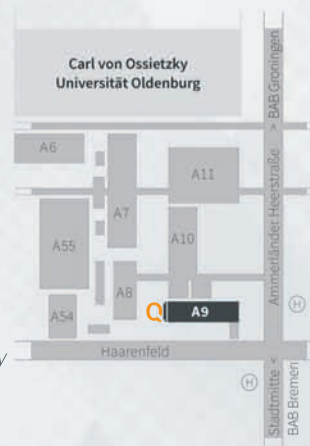 Carl von Ossietzky
Universität Oldenburg
BAB Groningen
A6
A11
A7
Ammerländer Heerstraße
A55
A10
A8
H
A54
Q
A9
Haarenfeld
H
Stadtmitte
BAB Bremen